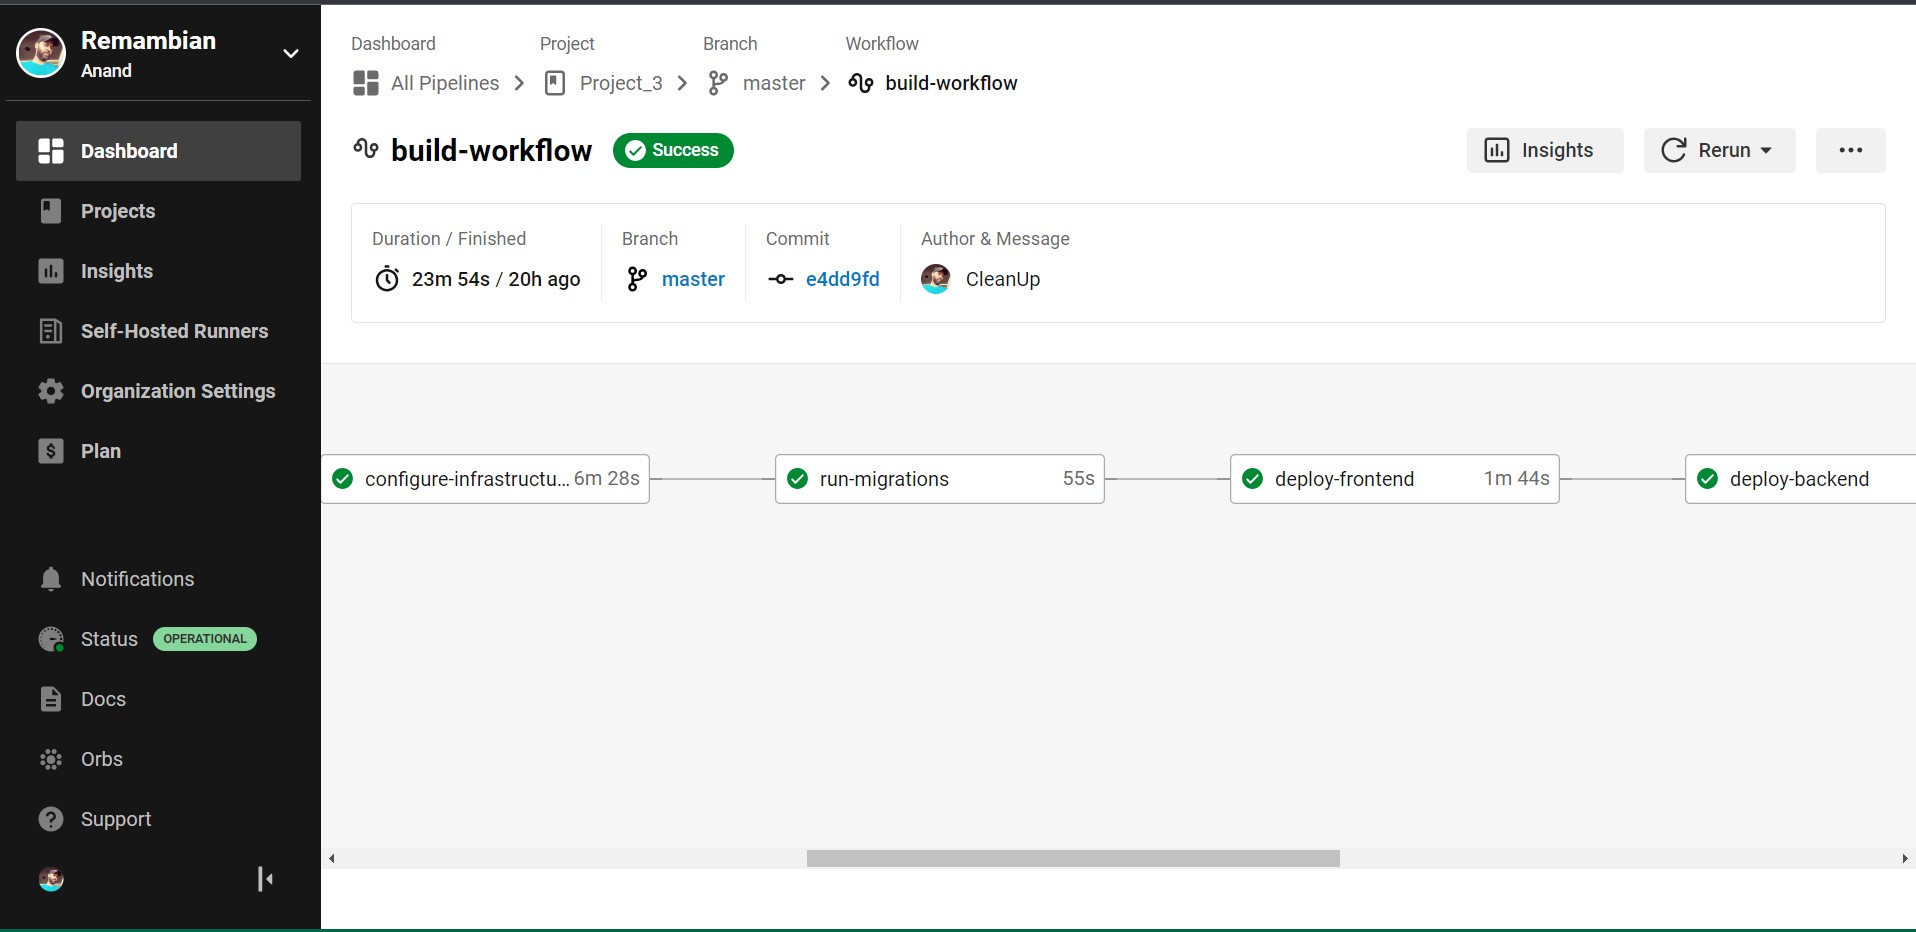 Remambian
Anand
Dashboard
Projects
Insights
Self-Hosted Runners
Organization Settings
Plan
Notifications
Status OPERATIONAL
Docs
Orbs
Support
Dashboard Project Branch Workflow
All Pipelines Project_3 master build-workflow
build-workflow Success Insights Rerun
Duration / Finished Branch Commit Author & Message
23m 54s / 20h ago master e4dd9fd CleanUp
configure-infrastructu... 6m 28s run-migrations 55s deploy-frontend 1m 44s deploy-backend